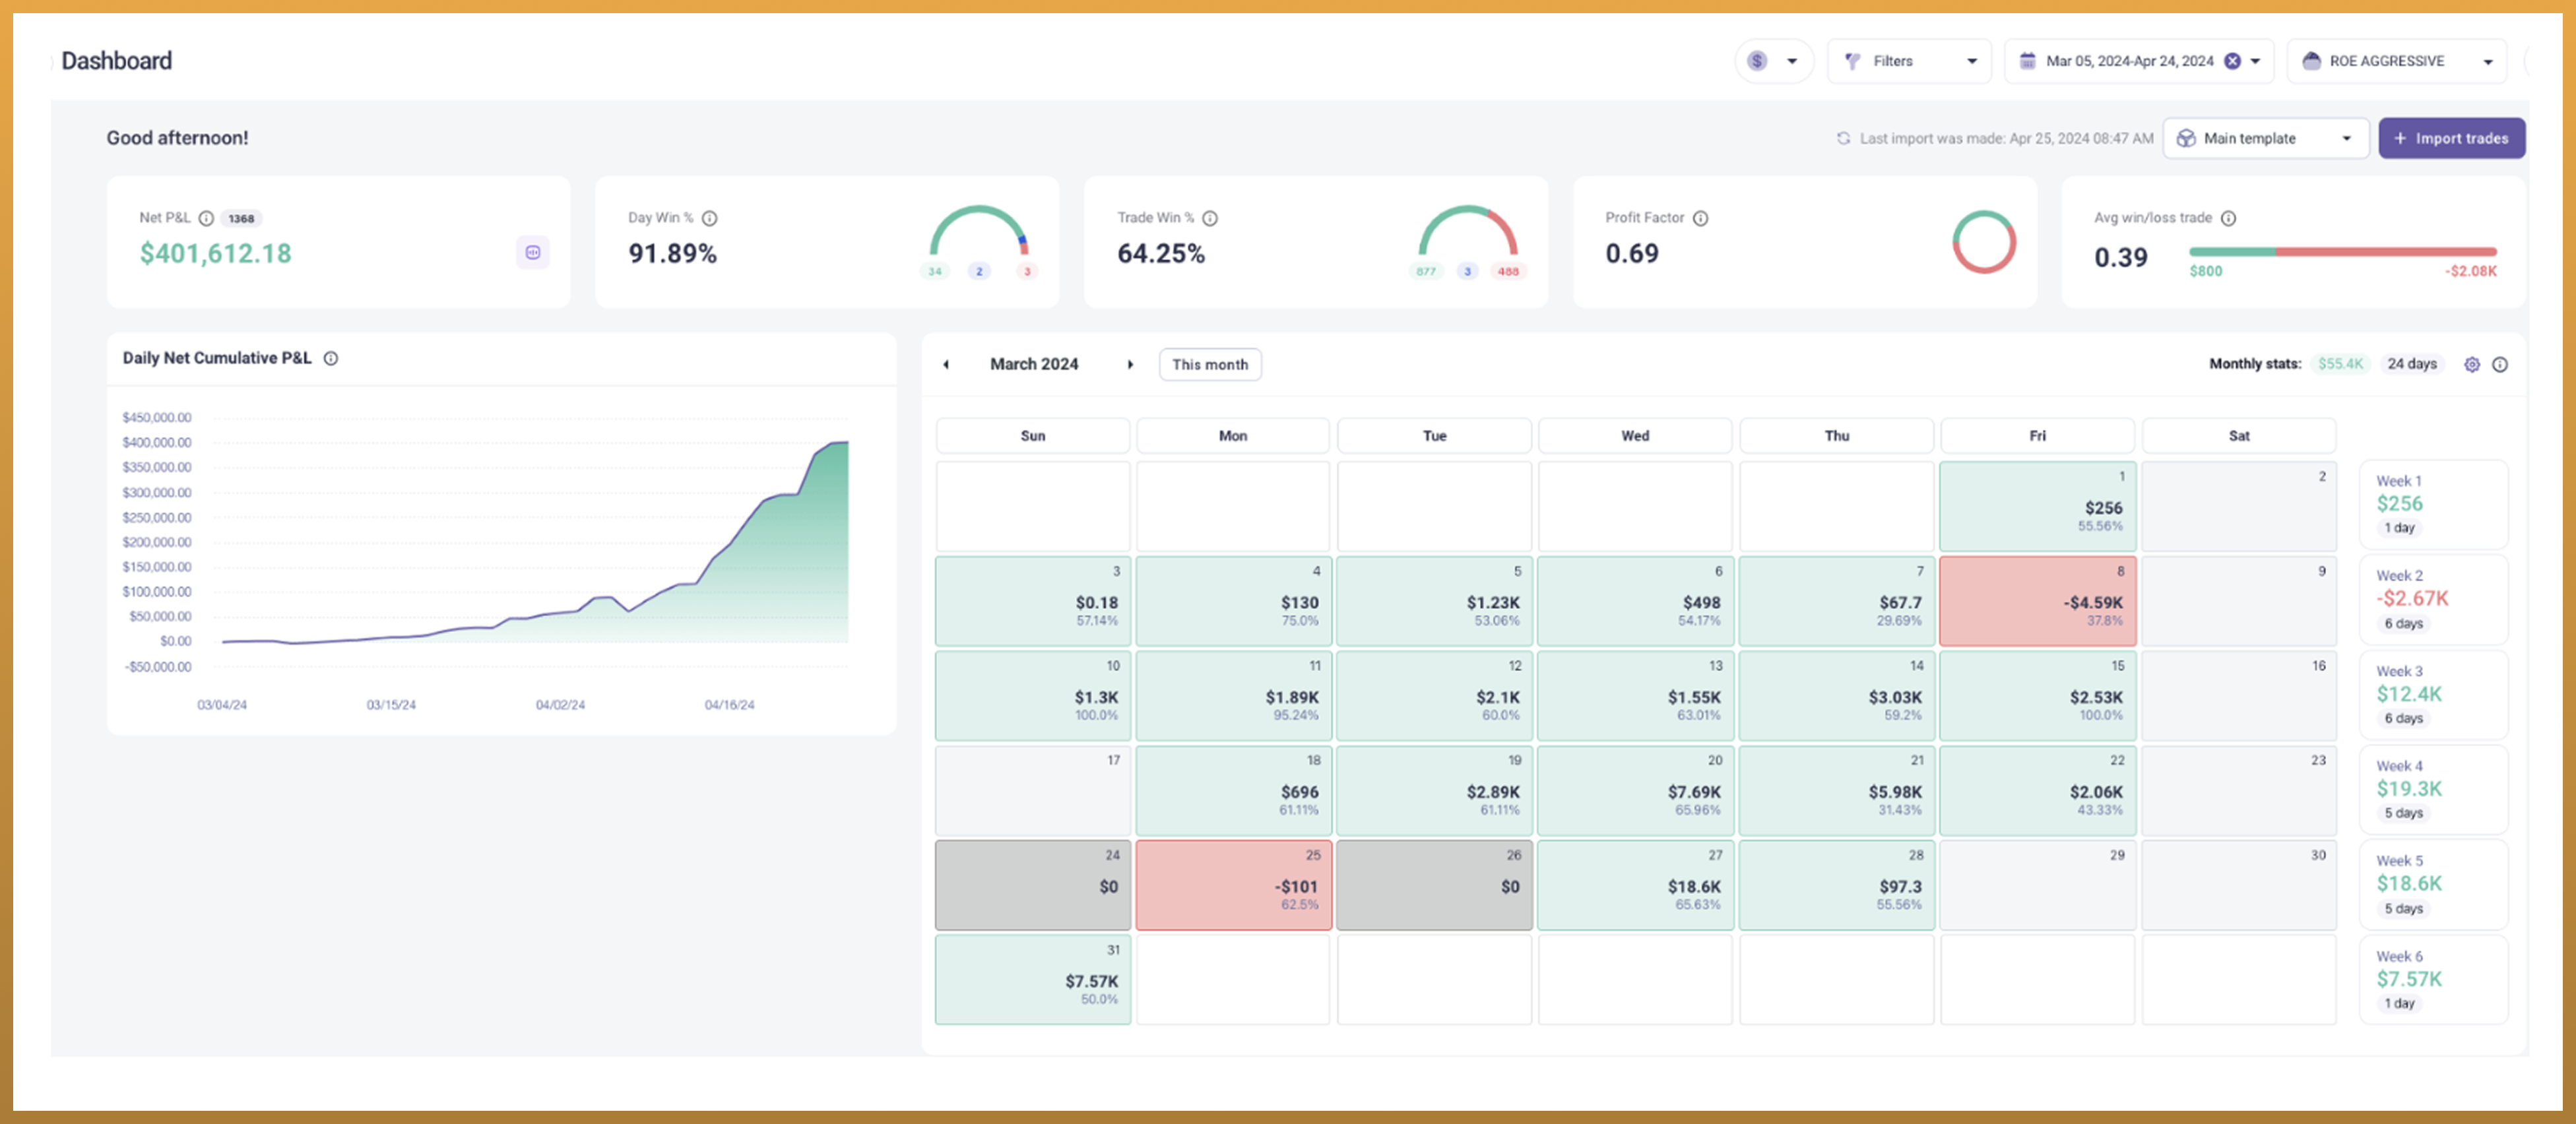 Dashboard
$
Filters
Mar 05, 2024-Apr 24, 2024
ROE AGGRESSIVE
Good afternoon!
Last import was made: Apr 25, 2024 08:47 AM
Main template
+ Import trades
Net P&L 1368
$401,612.18
Day Win %
91.89%
34 2 3
Trade Win %
64.25%
877 3 488
Profit Factor
0.69
Avg win/loss trade
0.39
$800 -$2.08K
Daily Net Cumulative P&L
$450,000.00
$400,000.00
$350,000.00
$300,000.00
$250,000.00
$200,000.00
$150,000.00
$100,000.00
$50,000.00
$0.00
-$50,000.00
03/04/24 03/15/24 04/02/24 04/16/24
March 2024
This month
Monthly stats: $55.4K 24 days
Sun Mon Tue Wed Thu Fri Sat
1 2
$256
55.56%
Week 1
$256
1 day
3 4 5 6 7 8 9
$0.18 $130 $1.23K $498 $67.7 -$4.59K
57.14% 75.0% 53.06% 54.17% 29.69% 37.8%
Week 2
-$2.67K
6 days
10 11 12 13 14 15 16
$1.3K $1.89K $2.1K $1.55K $3.03K $2.53K
100.0% 95.24% 60.0% 63.01% 59.2% 100.0%
Week 3
$12.4K
6 days
17 18 19 20 21 22 23
$696 $2.89K $7.69K $5.98K $2.06K
61.11% 61.11% 65.96% 31.43% 43.33%
Week 4
$19.3K
5 days
24 25 26 27 28 29 30
$0 -$101 $0 $18.6K $97.3
62.5% 65.63% 55.56%
Week 5
$18.6K
5 days
31
$7.57K
50.0%
Week 6
$7.57K
1 day